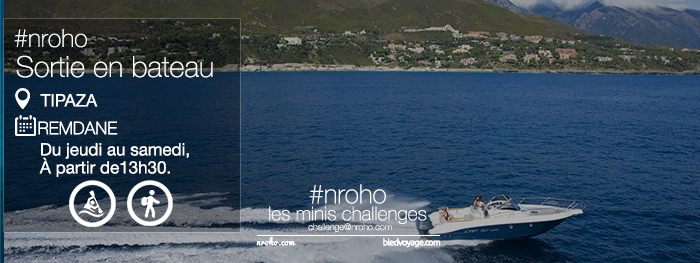 #nroho
Sortie en bateau
TIPAZA
REMDANE
Du jeudi au samedi,
À partir de13h30.
#nroho
les minis challenges
challenge@nroho.com
nroho.com
bledvoyage.com